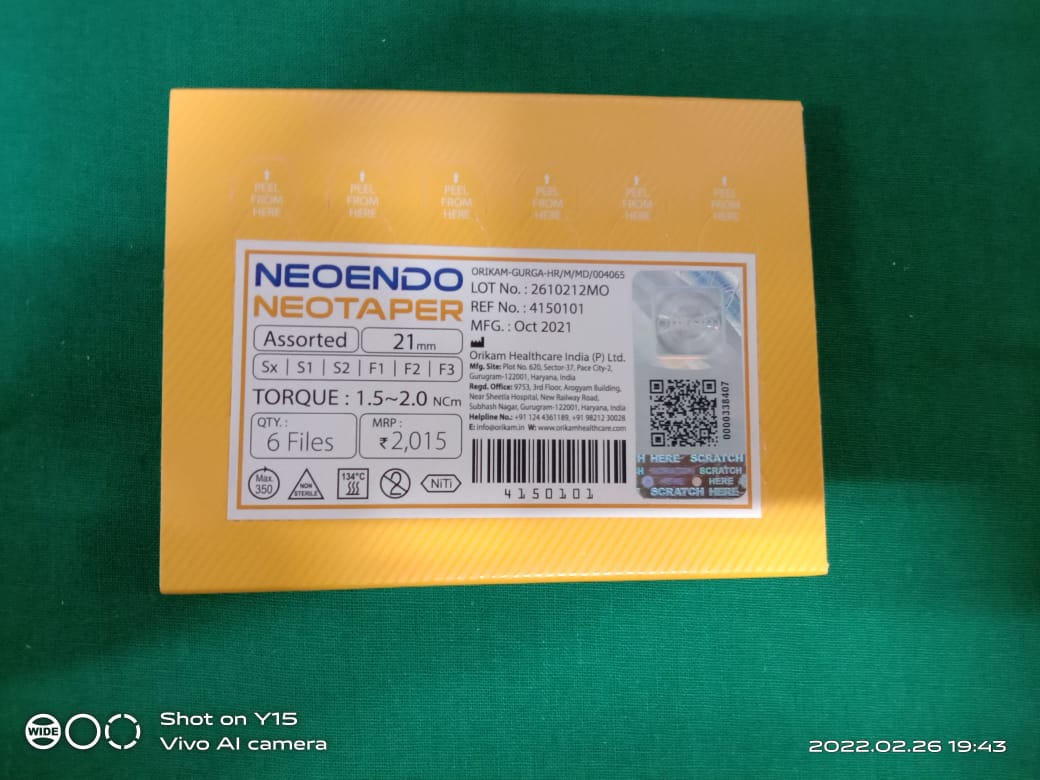 PEEL FROM HERE
PEEL FROM HERE
PEEL FROM HERE
PEEL FROM HERE
PEEL FROM HERE
PEEL FROM HERE
NEOENDO
NEOTAPER
Assorted 21mm
Sx | S1 | S2 | F1 | F2 | F3
TORQUE : 1.5~2.0 NCm
QTY. :
6 Files
MRP :
₹2,015
Max. 350
NON STERILE
134°C
2
NiTi
ORIKAM-GURGA-HR/M/MD/004065
LOT No. : 2610212MO
REF No. : 4150101
MFG. : Oct 2021
Orikam Healthcare India (P) Ltd.
Mfg. Site: Plot No. 620, Sector-37, Pace City-2,
Gurugram-122001, Haryana, India
Regd. Office: 9753, 3rd Floor, Arogyam Building,
Near Sheetla Hospital, New Railway Road,
Subhash Nagar, Gurugram-122001, Haryana, India
Helpline No.: +91 124 4361189, +91 98212 30028
E: info@orikam.in W: www.orikamhealthcare.com
4150101
0000338407
H HERE SCRATCH
H SCRATCH SCRATCH
HERE HERE
SCRATCH HERE
WIDE
Shot on Y15
Vivo AI camera
2022.02.26 19:43